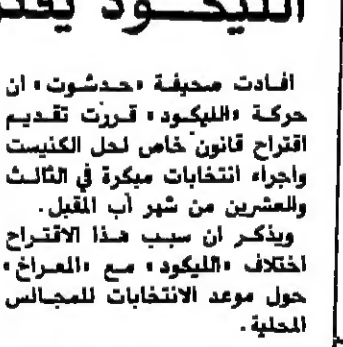 الليكود
افادت صحيفة «حدشوت» ان
حركة «الليكود» قررت تقديم
اقتراح قانون خاص لحل الكنيست
واجراء انتخابات مبكرة في الثالث
والعشرين من شهر آب المقبل.
ويذكر ان سبب هذا الاقتراح
اختلاف «الليكود» مع «المعراخ»
حول موعد الانتخابات للمجالس
المحلية.